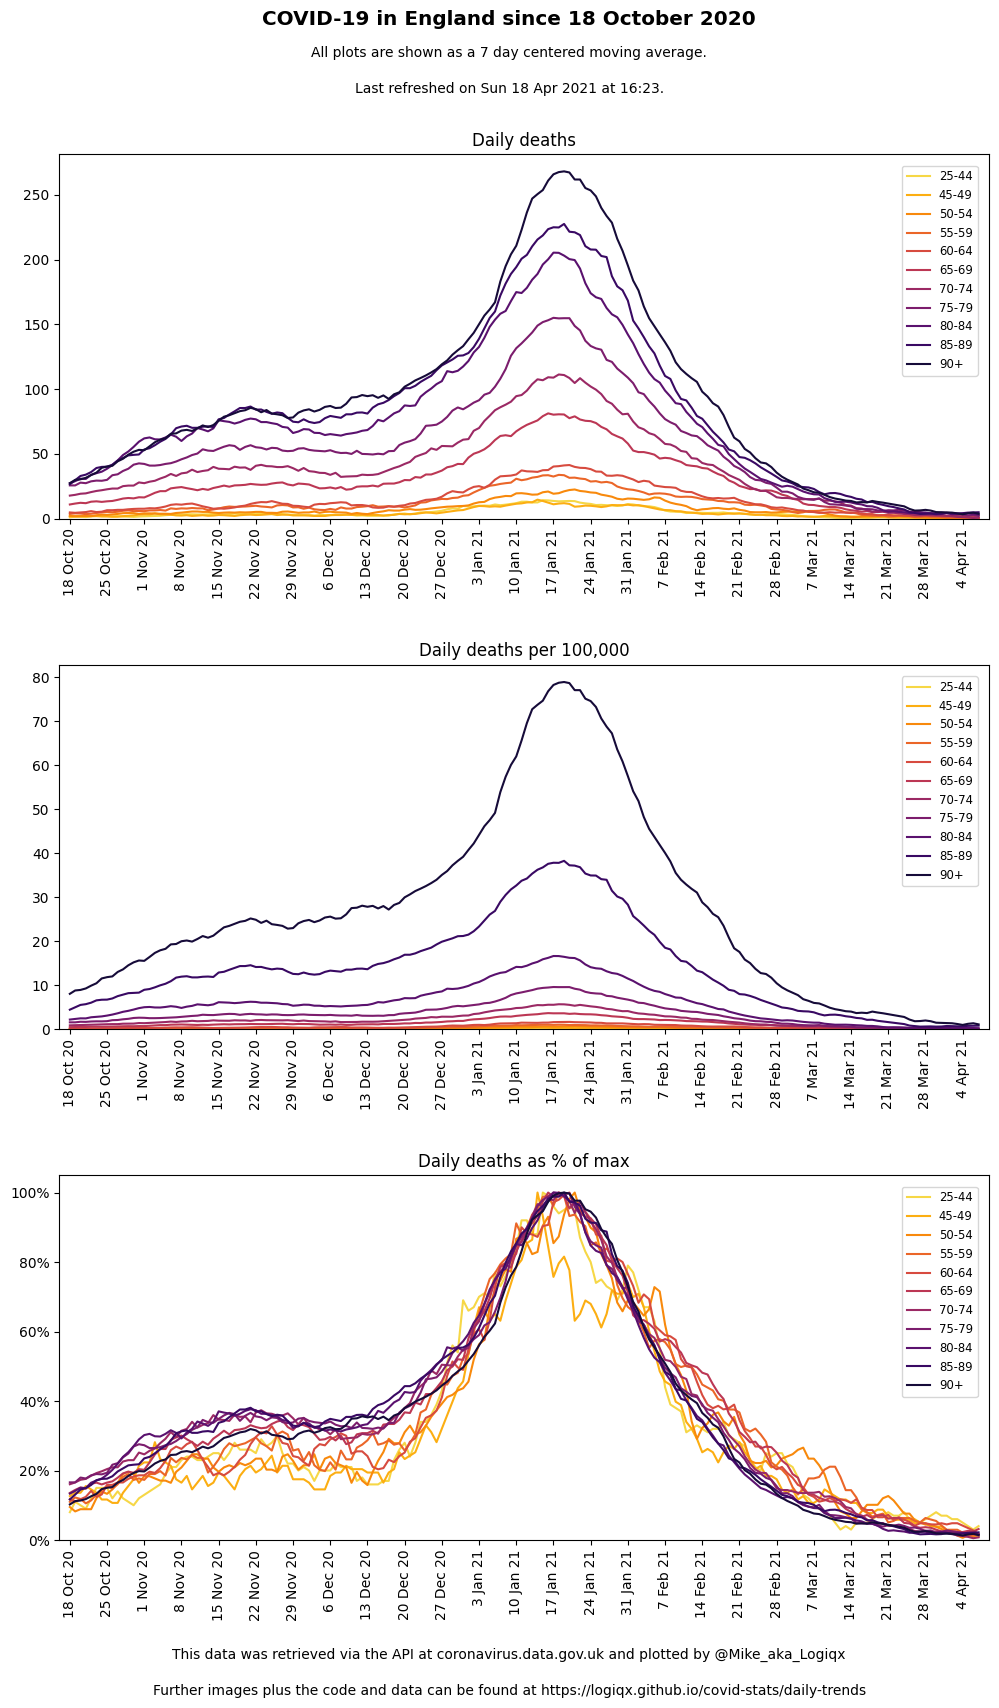 COVID-19 in England since 18 October 2020
All plots are shown as a 7 day centered moving average.
Last refreshed on Sun 18 Apr 2021 at 16:23.
Daily deaths
250
200
150
100
50
0
25-44
45-49
50-54
55-59
60-64
65-69
70-74
75-79
80-84
85-89
90+
18 Oct 20
25 Oct 20
1 Nov 20
8 Nov 20
15 Nov 20
22 Nov 20
29 Nov 20
6 Dec 20
13 Dec 20
20 Dec 20
27 Dec 20
3 Jan 21
10 Jan 21
17 Jan 21
24 Jan 21
31 Jan 21
7 Feb 21
14 Feb 21
21 Feb 21
28 Feb 21
7 Mar 21
14 Mar 21
21 Mar 21
28 Mar 21
4 Apr 21
Daily deaths per 100,000
80
70
60
50
40
30
20
10
0
25-44
45-49
50-54
55-59
60-64
65-69
70-74
75-79
80-84
85-89
90+
18 Oct 20
25 Oct 20
1 Nov 20
8 Nov 20
15 Nov 20
22 Nov 20
29 Nov 20
6 Dec 20
13 Dec 20
20 Dec 20
27 Dec 20
3 Jan 21
10 Jan 21
17 Jan 21
24 Jan 21
31 Jan 21
7 Feb 21
14 Feb 21
21 Feb 21
28 Feb 21
7 Mar 21
14 Mar 21
21 Mar 21
28 Mar 21
4 Apr 21
Daily deaths as % of max
100%
80%
60%
40%
20%
0%
25-44
45-49
50-54
55-59
60-64
65-69
70-74
75-79
80-84
85-89
90+
18 Oct 20
25 Oct 20
1 Nov 20
8 Nov 20
15 Nov 20
22 Nov 20
29 Nov 20
6 Dec 20
13 Dec 20
20 Dec 20
27 Dec 20
3 Jan 21
10 Jan 21
17 Jan 21
24 Jan 21
31 Jan 21
7 Feb 21
14 Feb 21
21 Feb 21
28 Feb 21
7 Mar 21
14 Mar 21
21 Mar 21
28 Mar 21
4 Apr 21
This data was retrieved via the API at coronavirus.data.gov.uk and plotted by @Mike_aka_Logiqx
Further images plus the code and data can be found at https://logiqx.github.io/covid-stats/daily-trends